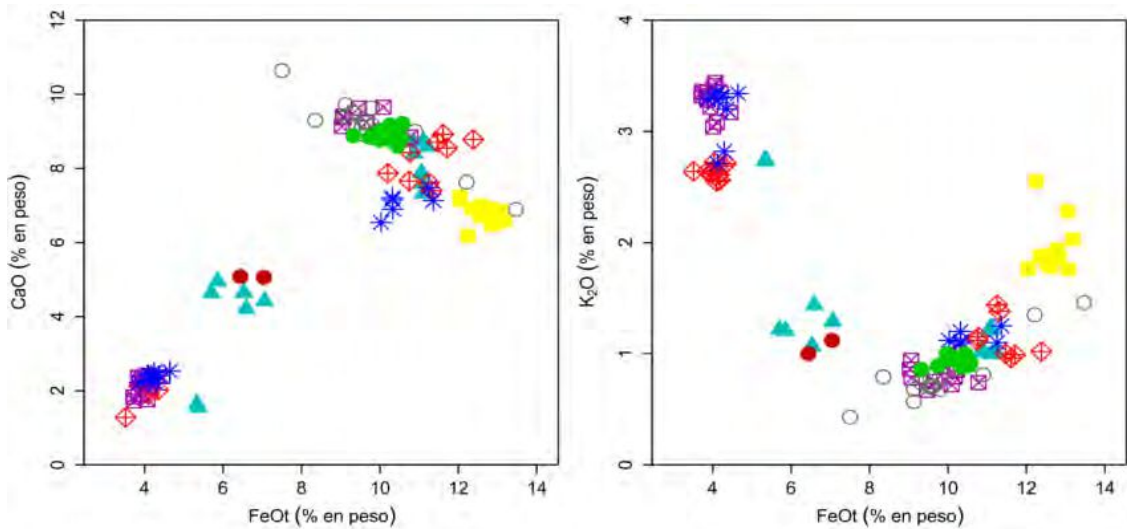 12
10
8
6
4
2
0
CaO (% en peso)
4 6 8 10 12 14
FeOt (% en peso)
4
3
2
1
0
K₂O (% en peso)
4 6 8 10 12 14
FeOt (% en peso)